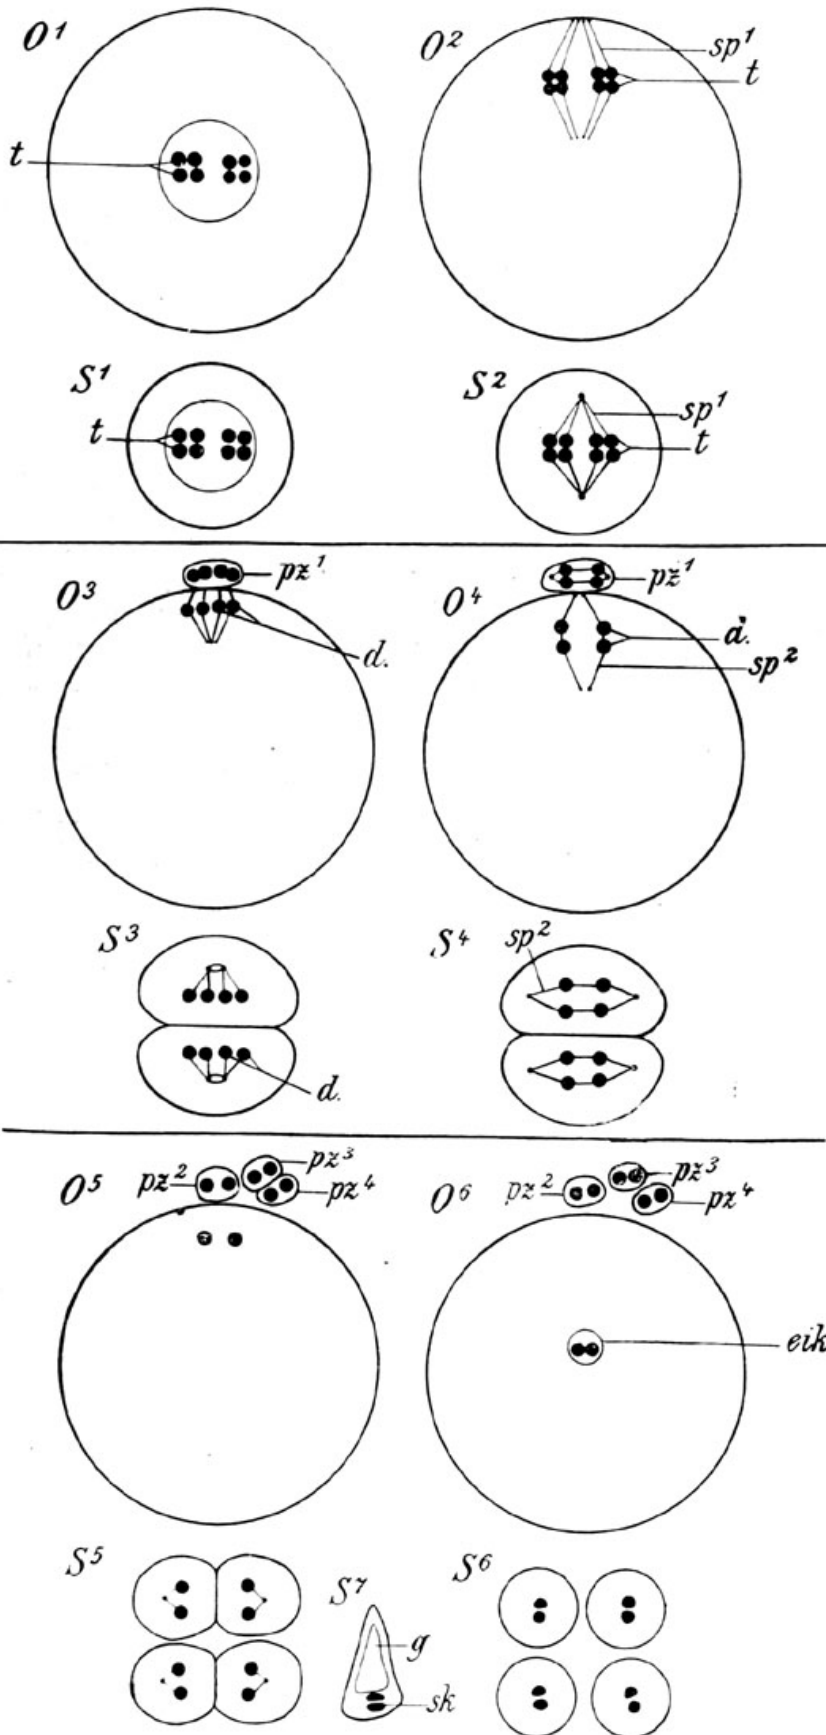 O¹
O²
sp¹
t
t
S¹
S²
sp¹
t
t
O³
pz¹
d.
O⁴
pz¹
d.
sp²
S³
d.
S⁴
sp²
O⁵
pz²
pz³
pz⁴
O⁶
pz²
pz³
pz⁴
eik
S⁵
S⁷
g
sk
S⁶